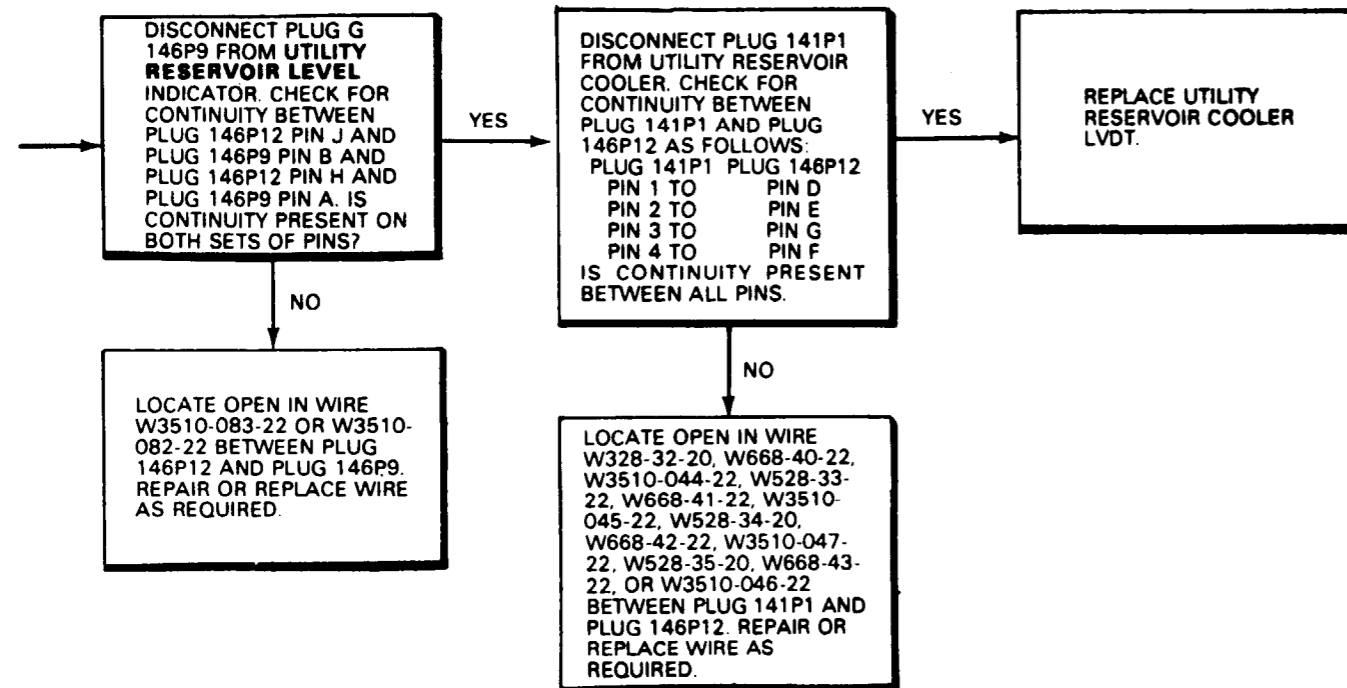 DISCONNECT PLUG G
146P9 FROM UTILITY
RESERVOIR LEVEL
INDICATOR. CHECK FOR
CONTINUITY BETWEEN
PLUG 146P12 PIN J AND
PLUG 146P9 PIN B AND
PLUG 146P12 PIN H AND
PLUG 146P9 PIN A. IS
CONTINUITY PRESENT ON
BOTH SETS OF PINS?
YES
DISCONNECT PLUG 141P1
FROM UTILITY RESERVOIR
COOLER. CHECK FOR
CONTINUITY BETWEEN
PLUG 141P1 AND PLUG
146P12 AS FOLLOWS:
PLUG 141P1 PLUG 146P12
PIN 1 TO PIN D
PIN 2 TO PIN E
PIN 3 TO PIN G
PIN 4 TO PIN F
IS CONTINUITY PRESENT
BETWEEN ALL PINS.
YES
REPLACE UTILITY
RESERVOIR COOLER
LVDT.
NO
LOCATE OPEN IN WIRE
W3510-083-22 OR W3510-
082-22 BETWEEN PLUG
146P12 AND PLUG 146P9.
REPAIR OR REPLACE WIRE
AS REQUIRED.
NO
LOCATE OPEN IN WIRE
W328-32-20, W668-40-22,
W3510-044-22, W528-33-
22, W668-41-22, W3510-
045-22, W528-34-20,
W668-42-22, W3510-047-
22, W528-35-20, W668-43-
22, OR W3510-046-22
BETWEEN PLUG 141P1 AND
PLUG 146P12. REPAIR OR
REPLACE WIRE AS
REQUIRED.